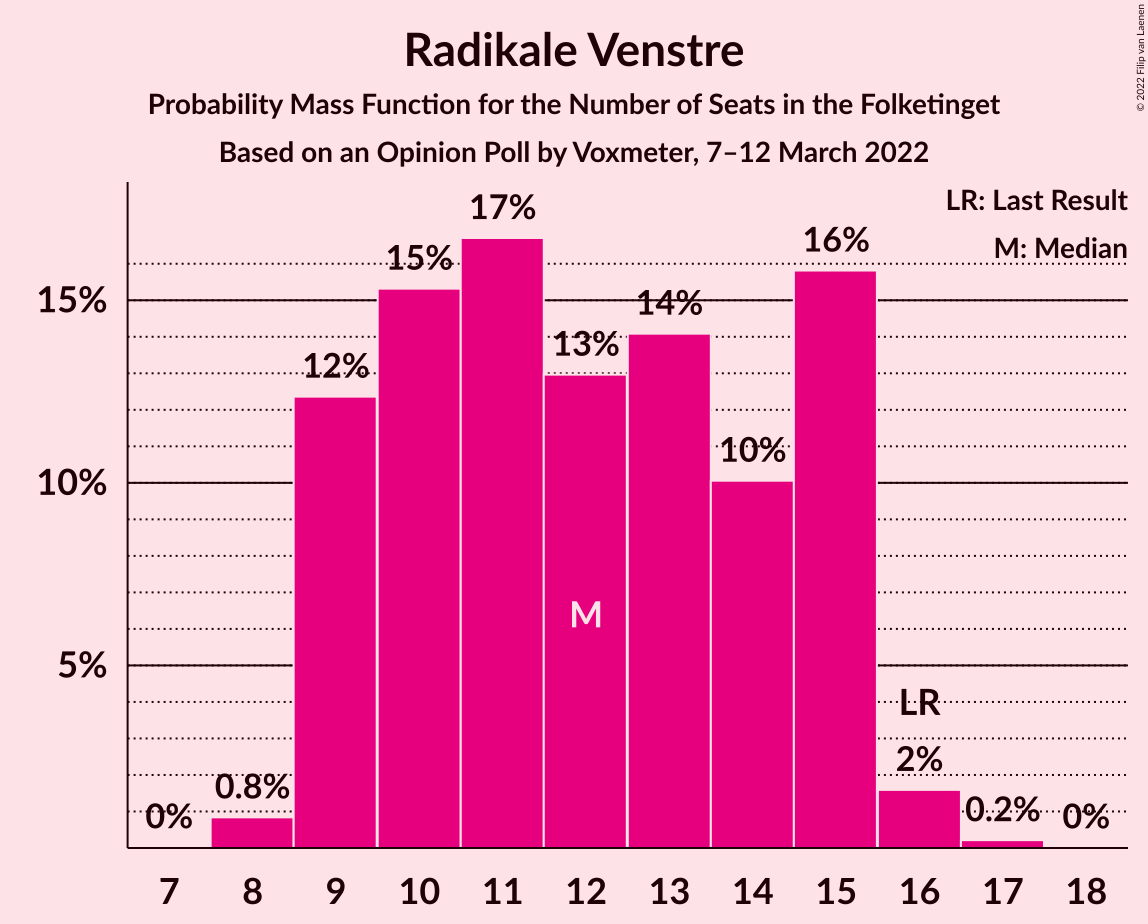 Radikale Venstre
Probability Mass Function for the Number of Seats in the Folketinget
Based on an Opinion Poll by Voxmeter, 7–12 March 2022
© 2022 Filip van Laenen
LR: Last Result
M: Median
17%
16%
15%
14%
13%
12%
10%
0.8%
0%
2%
0.2%
0%
LR
M
15%
10%
5%
7 8 9 10 11 12 13 14 15 16 17 18